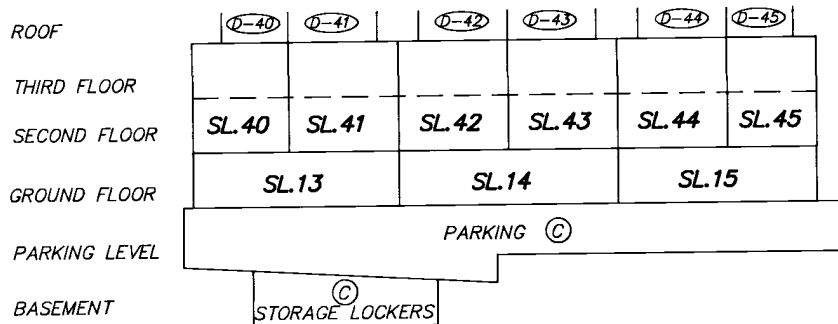 ROOF D-40 D-41 D-42 D-43 D-44 D-45
THIRD FLOOR
SECOND FLOOR SL.40 SL.41 SL.42 SL.43 SL.44 SL.45
GROUND FLOOR SL.13 SL.14 SL.15
PARKING LEVEL PARKING C
BASEMENT C
STORAGE LOCKERS